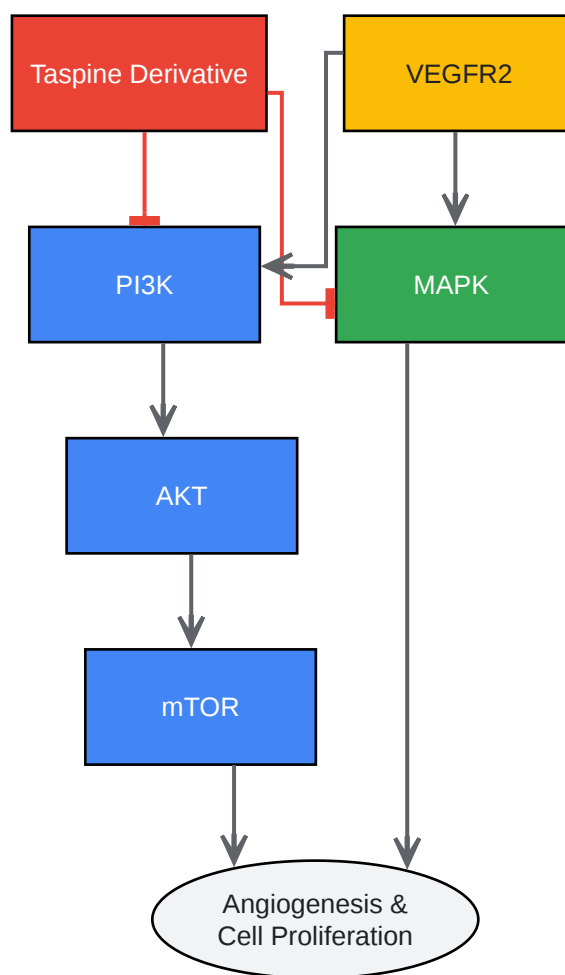 Taspine Derivative
VEGFR2
PI3K
MAPK
AKT
mTOR
Angiogenesis &
Cell Proliferation